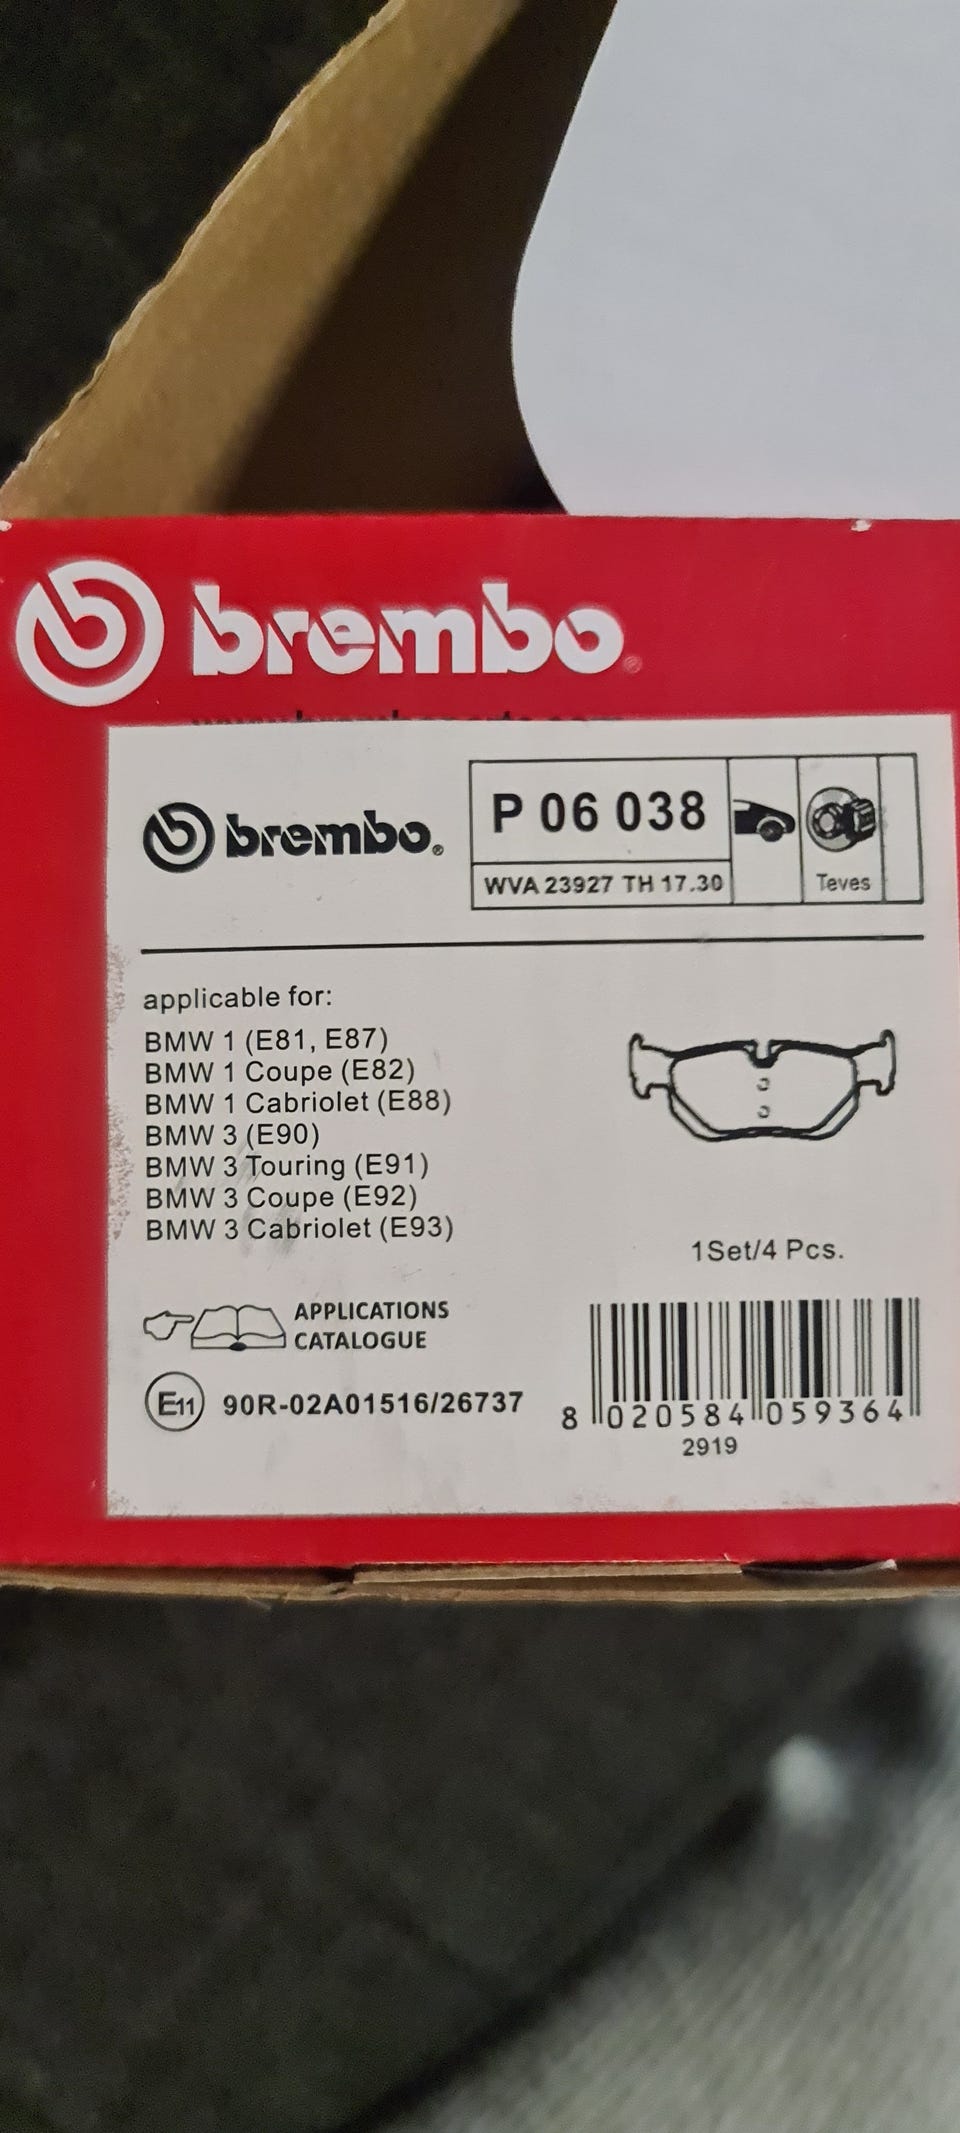 brembo®
brembo®
P 06 038
WVA 23927 TH 17.30
Teves
applicable for:
BMW 1 (E81, E87)
BMW 1 Coupe (E82)
BMW 1 Cabriolet (E88)
BMW 3 (E90)
BMW 3 Touring (E91)
BMW 3 Coupe (E92)
BMW 3 Cabriolet (E93)
1Set/4 Pcs.
APPLICATIONS
CATALOGUE
E11 90R-02A01516/26737
8 020584 059364
2919